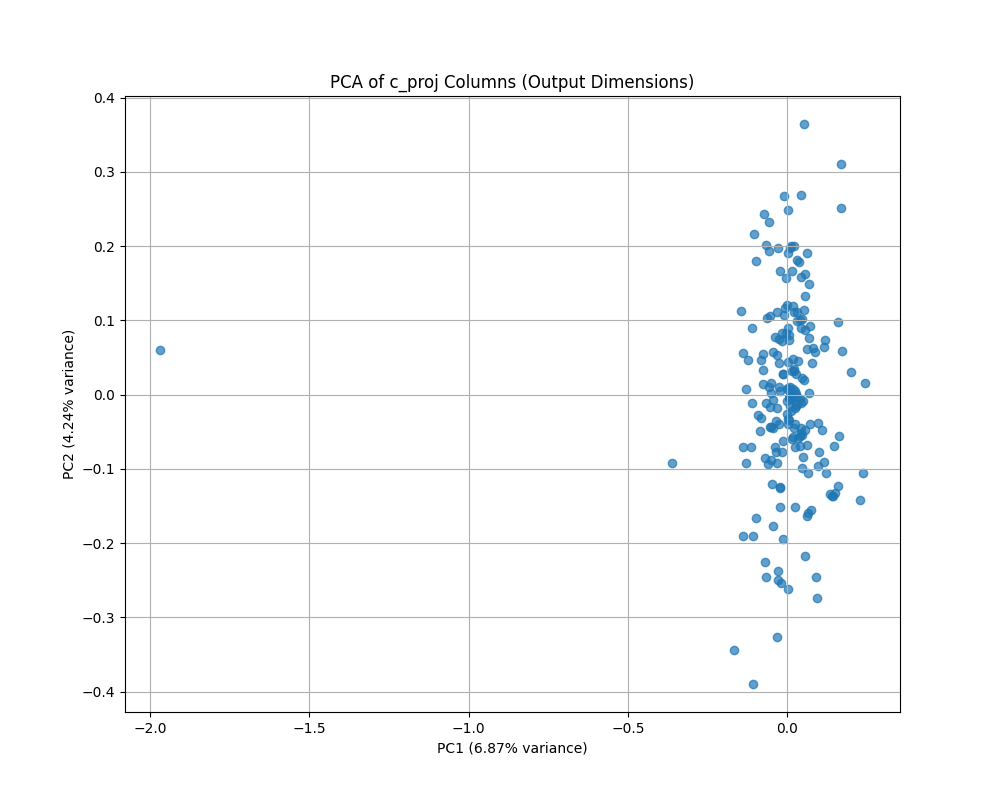 PCA of c_proj Columns (Output Dimensions)
0.4
0.3
0.2
0.1
0.0
−0.1
−0.2
−0.3
−0.4
PC2 (4.24% variance)
−2.0 −1.5 −1.0 −0.5 0.0
PC1 (6.87% variance)